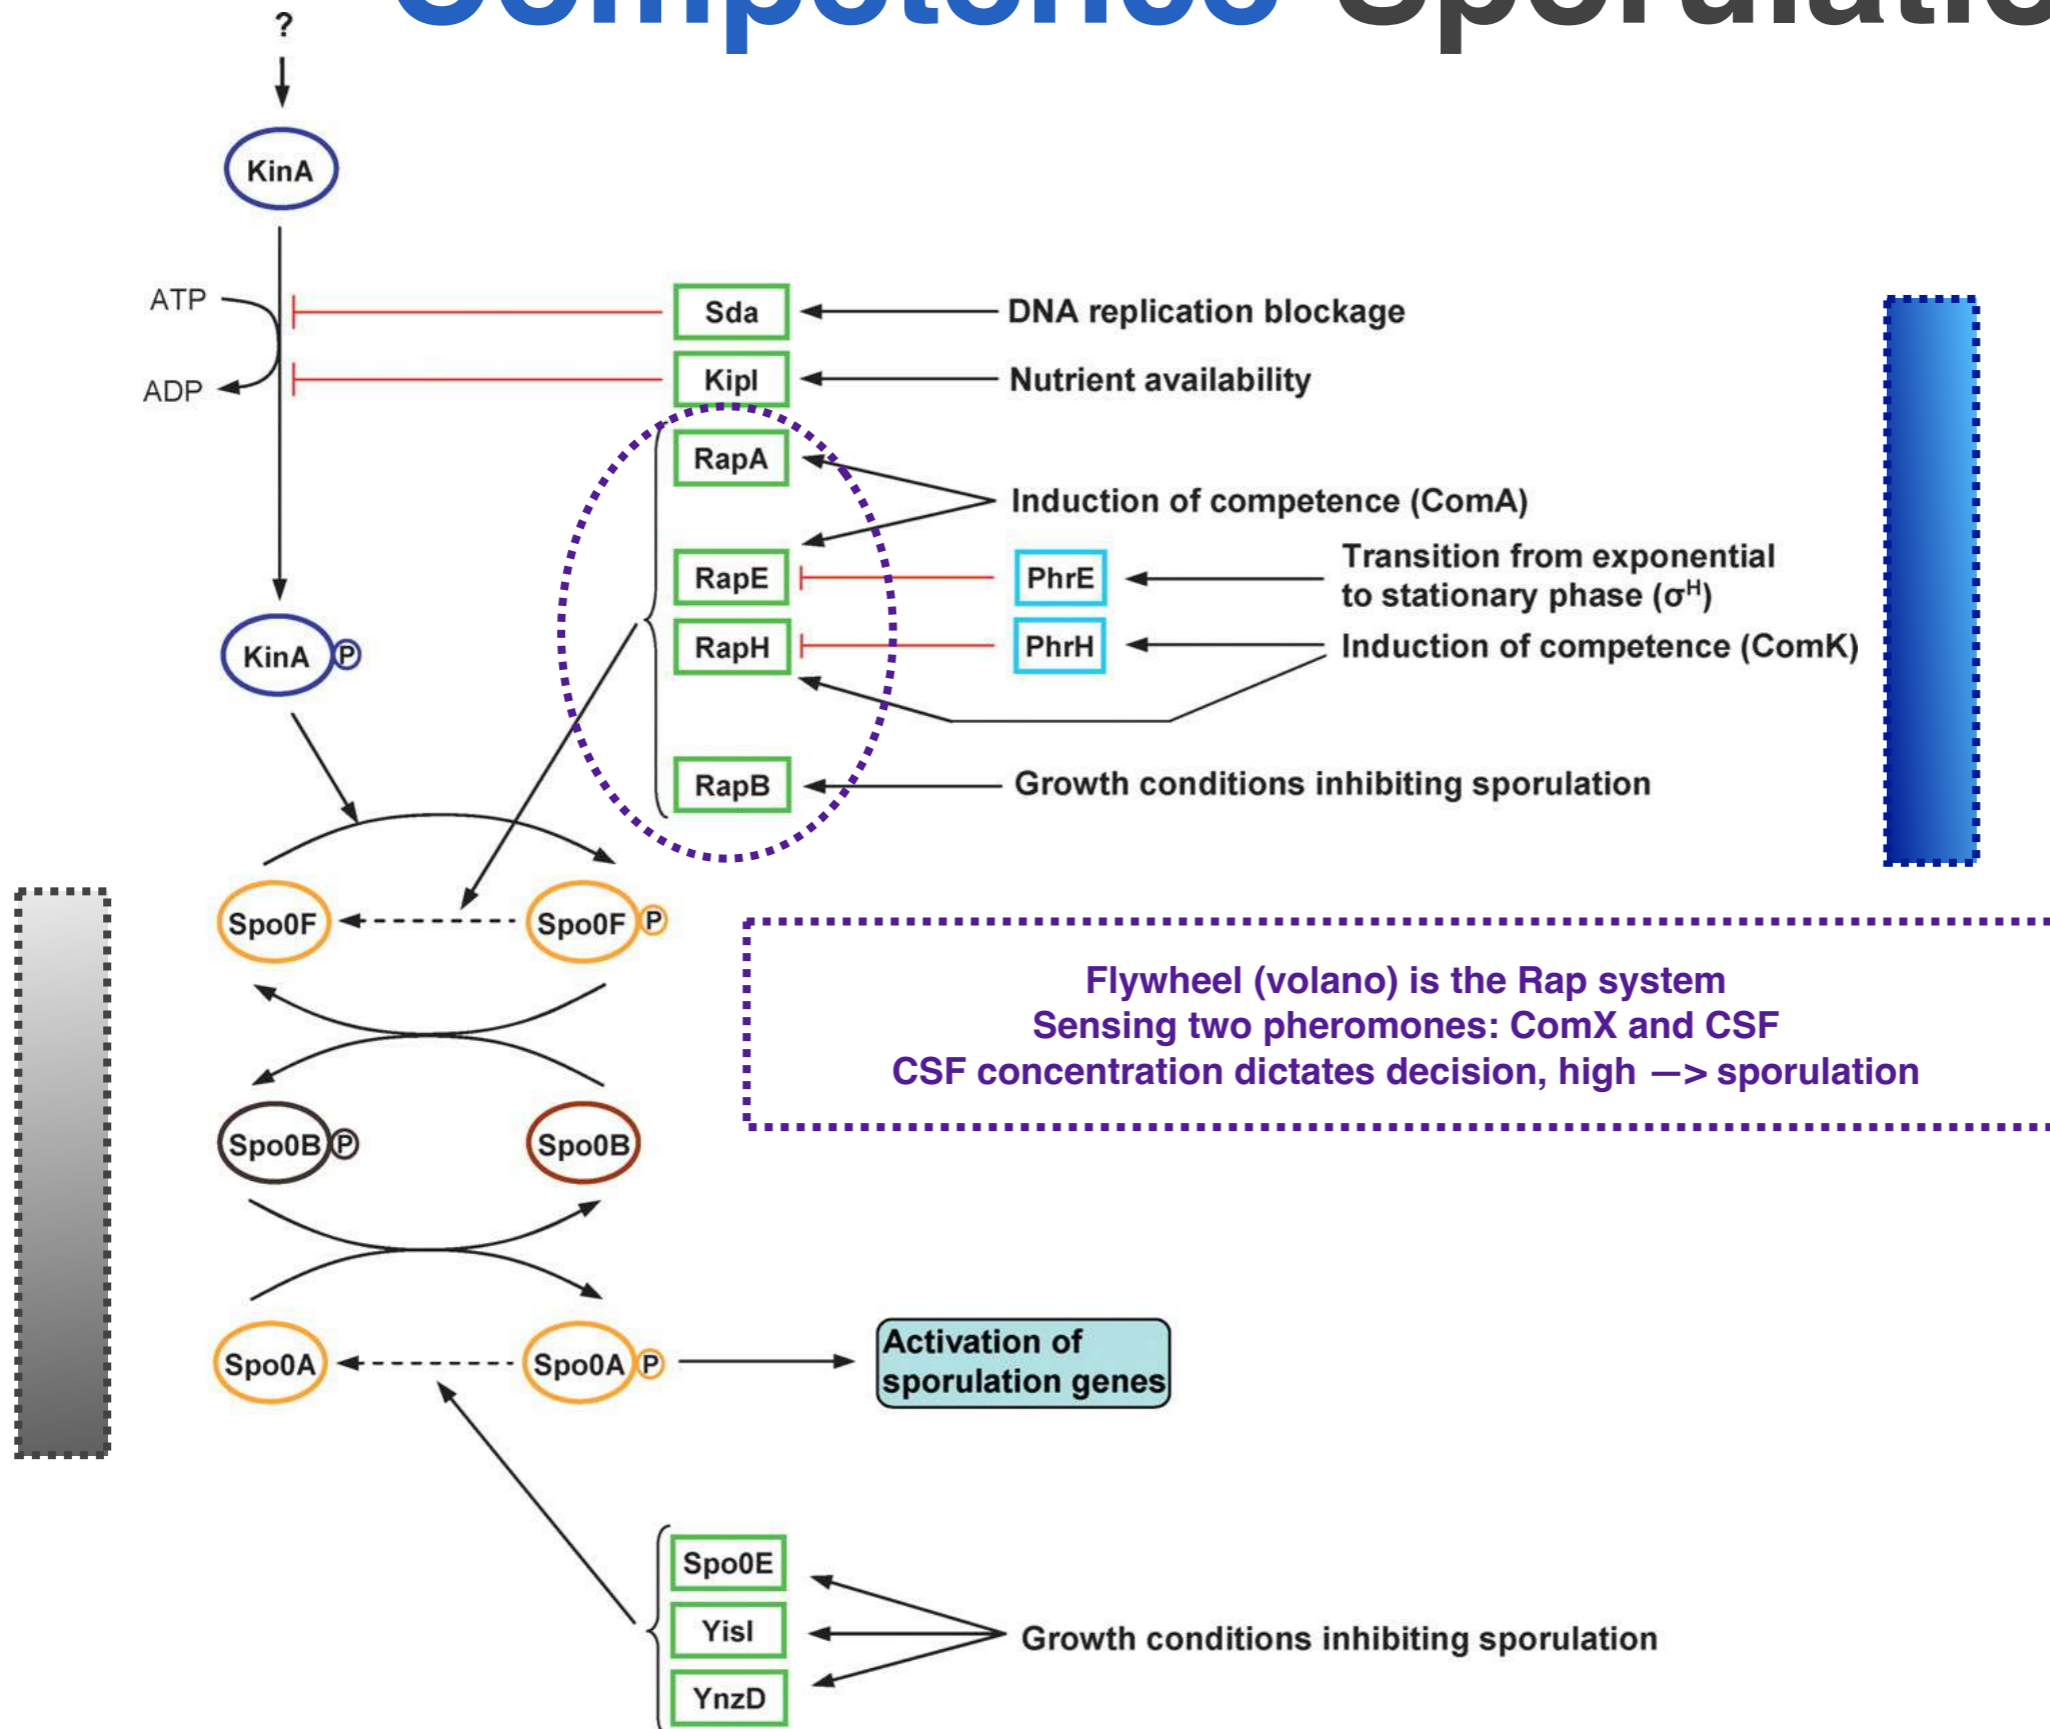 Competence Sporulatio
?
KinA
ATP
ADP
Sda
DNA replication blockage
KipI
Nutrient availability
RapA
Induction of competence (ComA)
RapE
PhrE
Transition from exponential
to stationary phase (σᴴ)
RapH
PhrH
Induction of competence (ComK)
KinA P
RapB
Growth conditions inhibiting sporulation
Spo0F
Spo0F P
Flywheel (volano) is the Rap system
Sensing two pheromones: ComX and CSF
CSF concentration dictates decision, high —> sporulation
Spo0B P
Spo0B
Spo0A
Spo0A P
Activation of
sporulation genes
Spo0E
YisI
Growth conditions inhibiting sporulation
YnzD